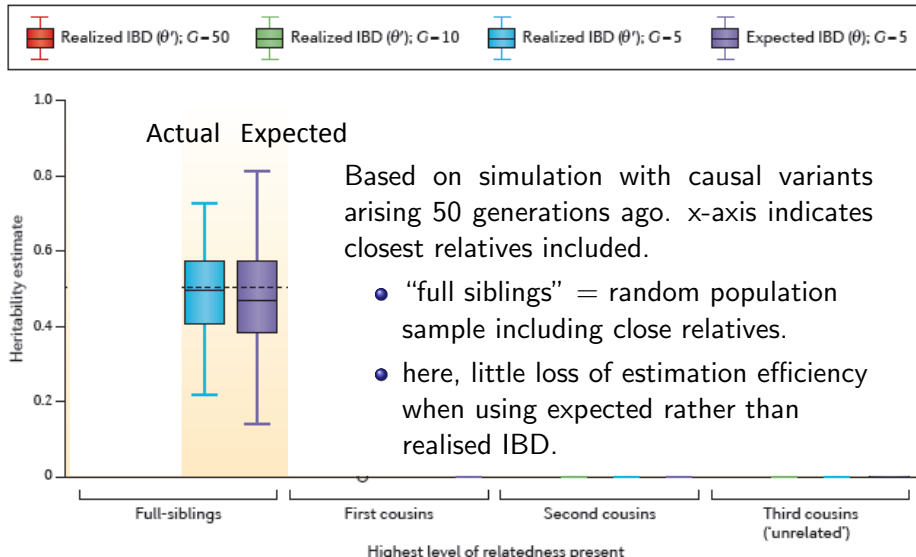 Realized IBD (θ′); G=50 Realized IBD (θ′); G=10 Realized IBD (θ′); G=5 Expected IBD (θ); G=5
1.0
Actual Expected
0.8
Based on simulation with causal variants
arising 50 generations ago. x-axis indicates
closest relatives included.
0.6
"full siblings" = random population
sample including close relatives.
0.4
here, little loss of estimation efficiency
when using expected rather than
realised IBD.
0.2
0
Heritability estimate
Full-siblings First cousins Second cousins Third cousins
('unrelated')
Highest level of relatedness present